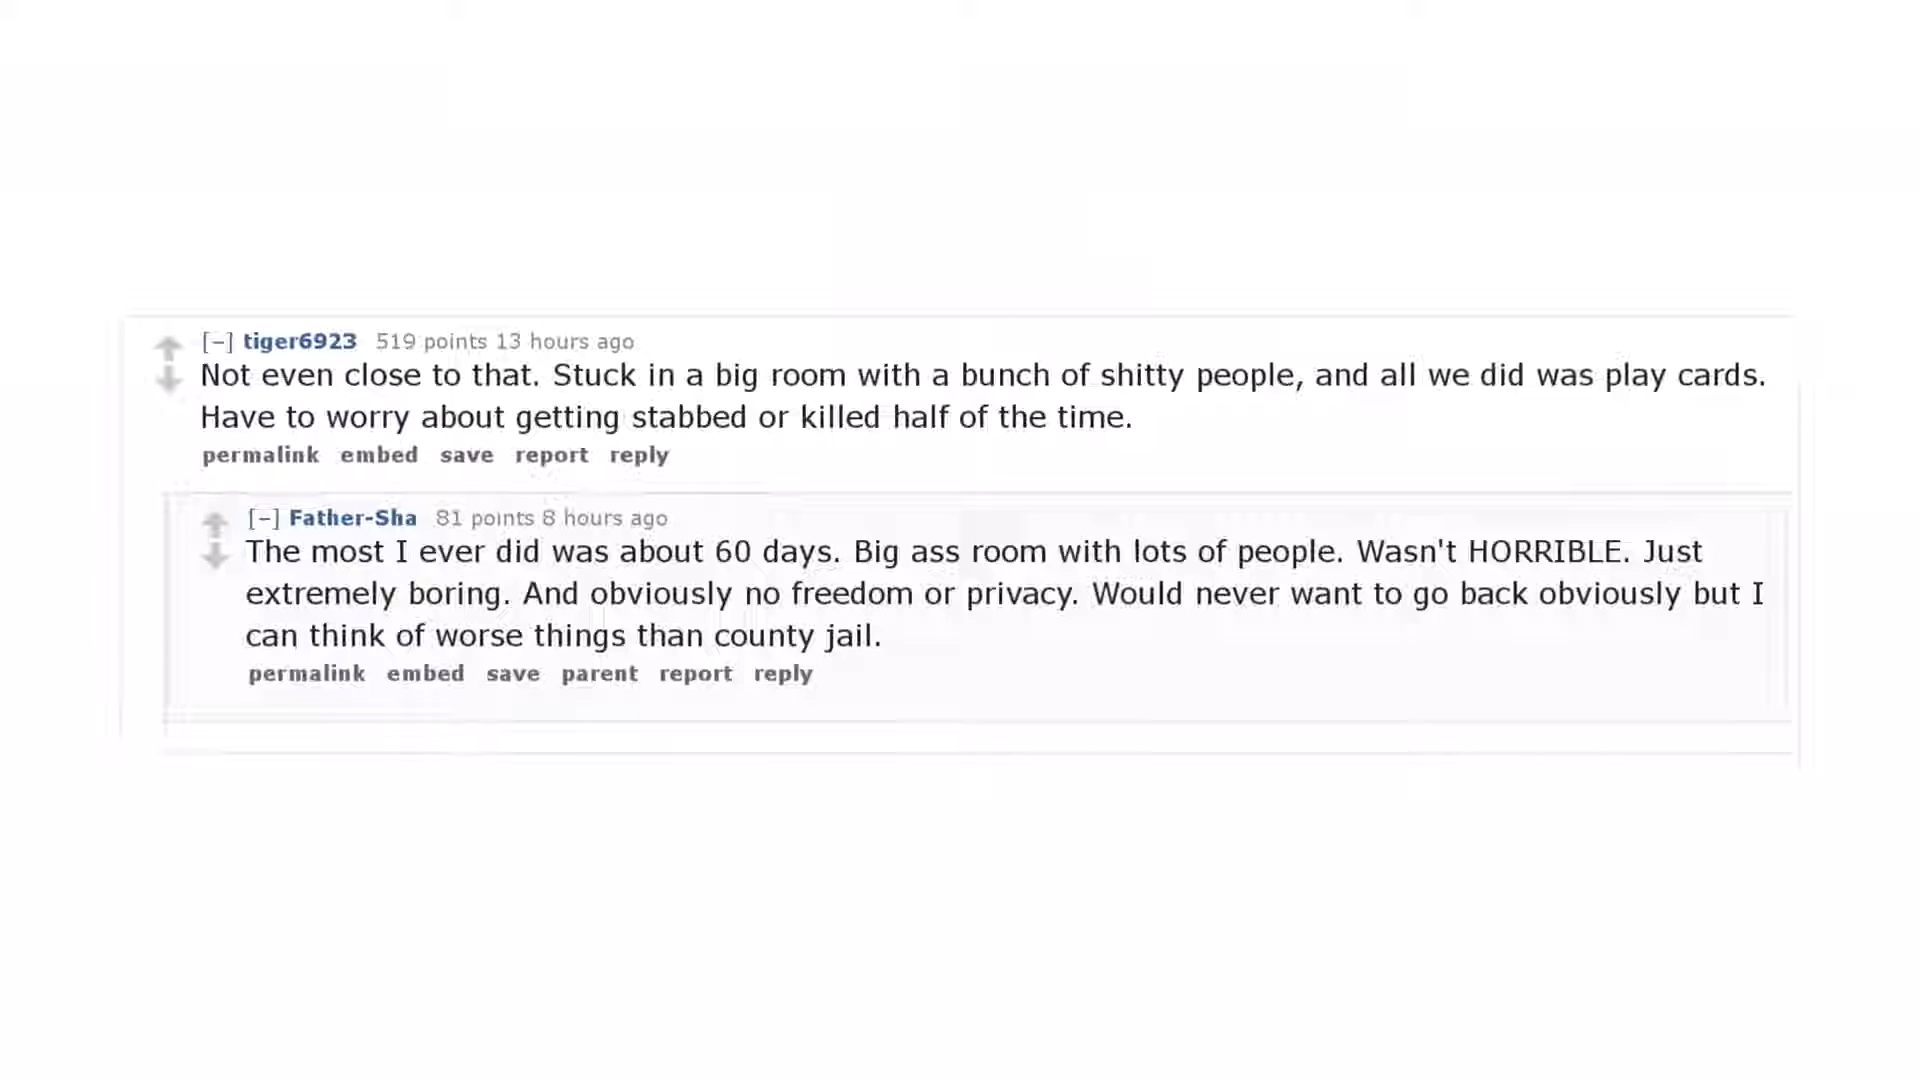 [−] tiger6923 519 points 13 hours ago
Not even close to that. Stuck in a big room with a bunch of shitty people, and all we did was play cards.
Have to worry about getting stabbed or killed half of the time.
permalink embed save report reply
[−] Father-Sha 81 points 8 hours ago
The most I ever did was about 60 days. Big ass room with lots of people. Wasn't HORRIBLE. Just
extremely boring. And obviously no freedom or privacy. Would never want to go back obviously but I
can think of worse things than county jail.
permalink embed save parent report reply